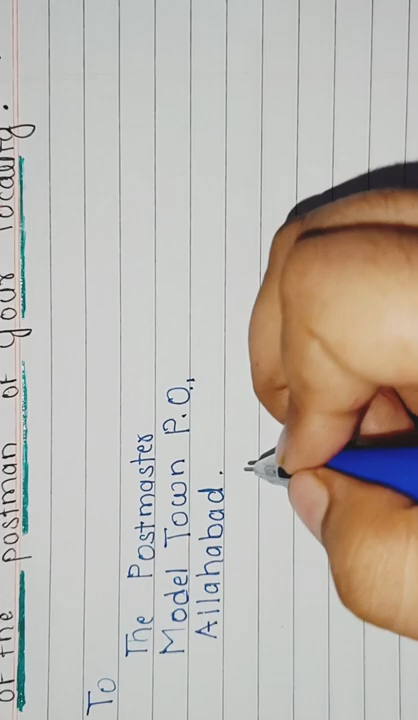 of the postman of your locality.
To
The Postmaster
Model Town P.O.,
Allahabad.